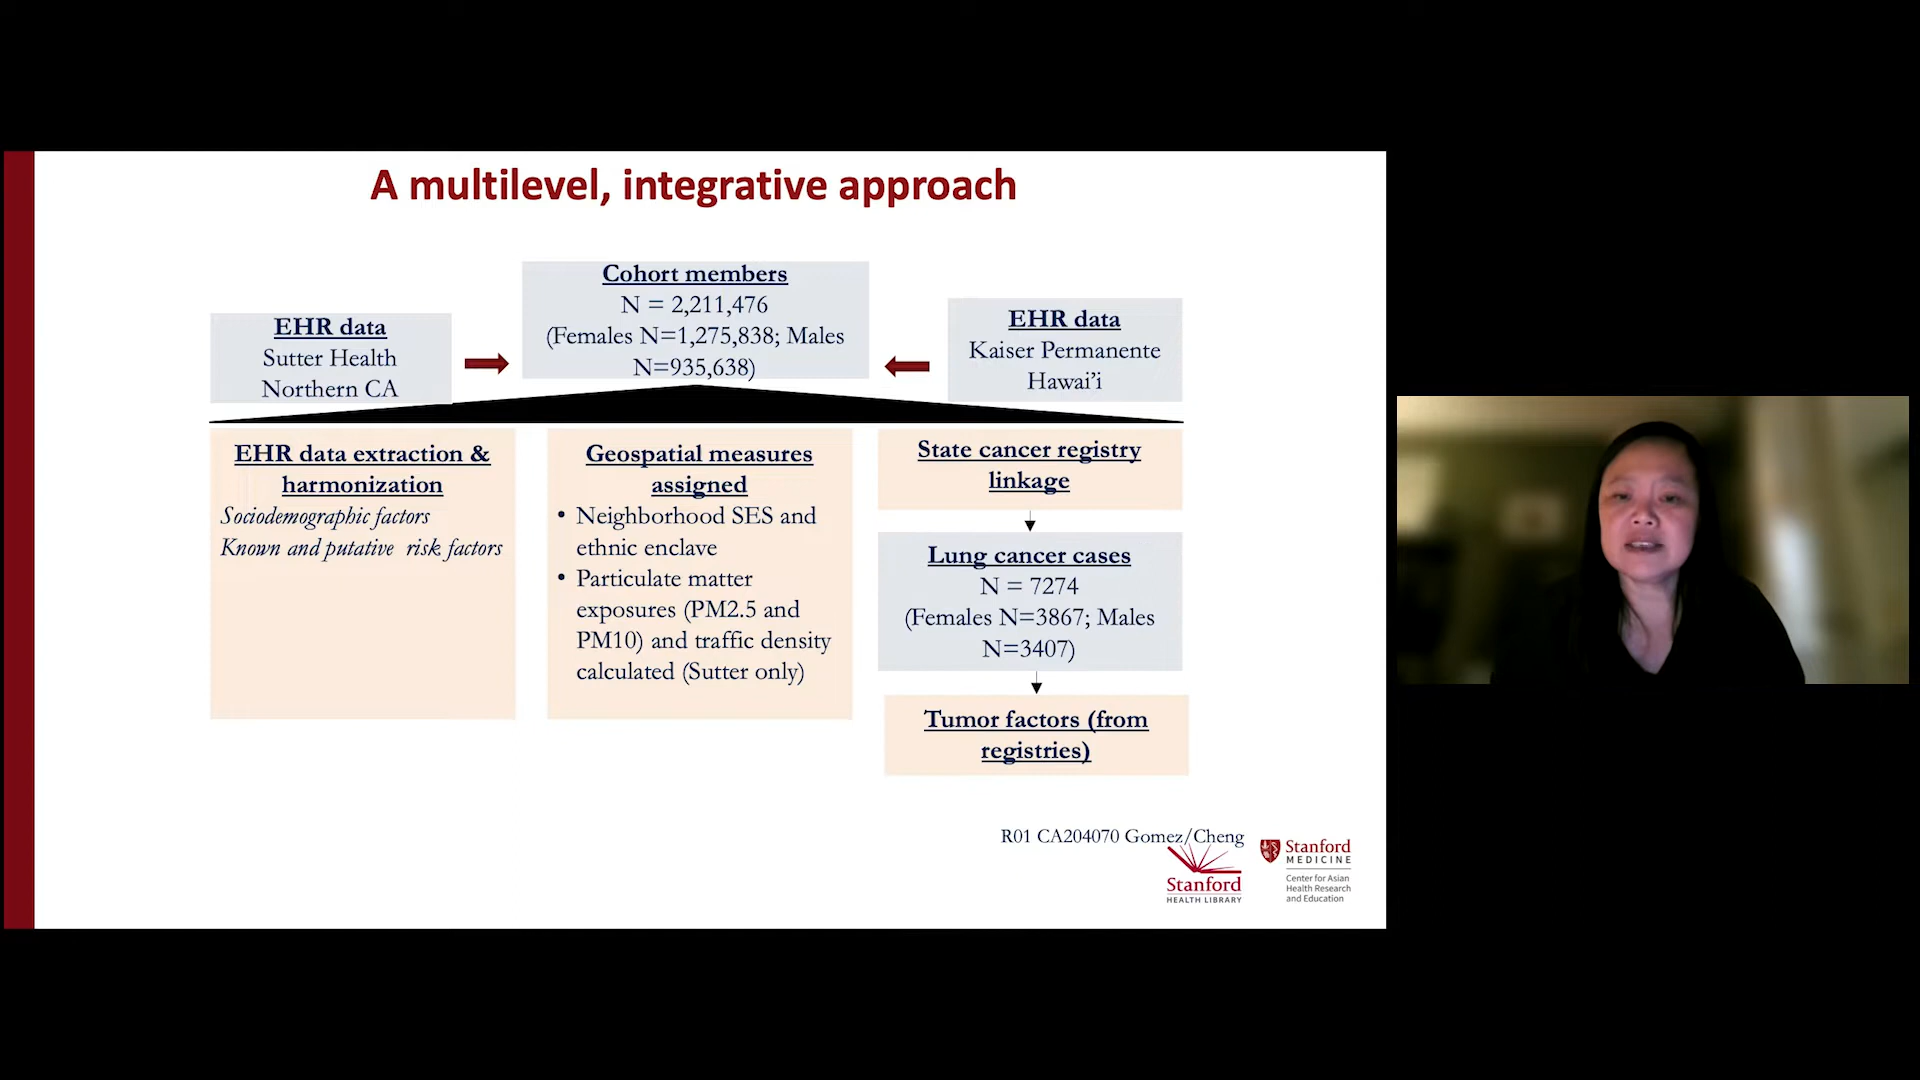 A multilevel, integrative approach
EHR data
Sutter Health
Northern CA
Cohort members
N = 2,211,476
(Females N=1,275,838; Males
N=935,638)
EHR data
Kaiser Permanente
Hawai'i
EHR data extraction &
harmonization
Sociodemographic factors
Known and putative risk factors
Geospatial measures
assigned
• Neighborhood SES and
ethnic enclave
• Particulate matter
exposures (PM2.5 and
PM10) and traffic density
calculated (Sutter only)
State cancer registry
linkage
Lung cancer cases
N = 7274
(Females N=3867; Males
N=3407)
Tumor factors (from
registries)
R01 CA204070 Gomez/Cheng
Stanford
HEALTH LIBRARY
Stanford
MEDICINE
Center for Asian
Health Research
and Education